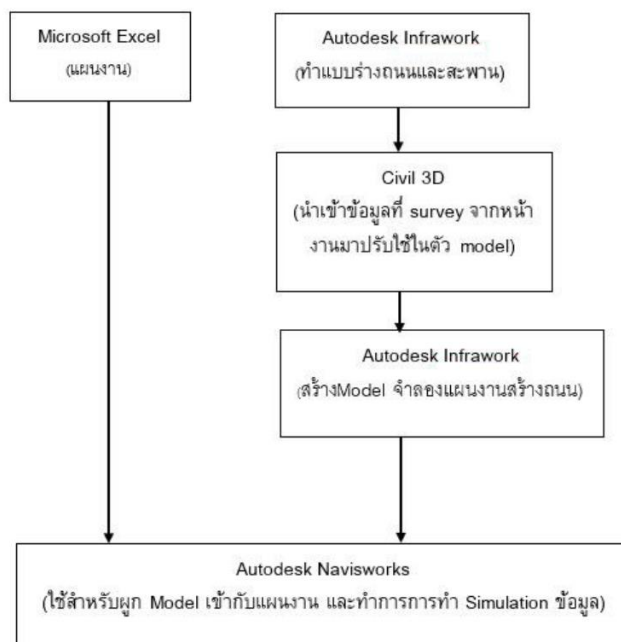 Microsoft Excel
(แผนงาน)
Autodesk Infrawork
(ทำแบบร่างถนนและสะพาน)
Civil 3D
(นำเข้าข้อมูลที่ survey จากหน้า
งานมาปรับใช้ในตัว model)
Autodesk Infrawork
(สร้างModel จำลองแผนงานสร้างถนน)
Autodesk Navisworks
(ใช้สำหรับผูก Model เข้ากับแผนงาน และทำการการทำ Simulation ข้อมูล)